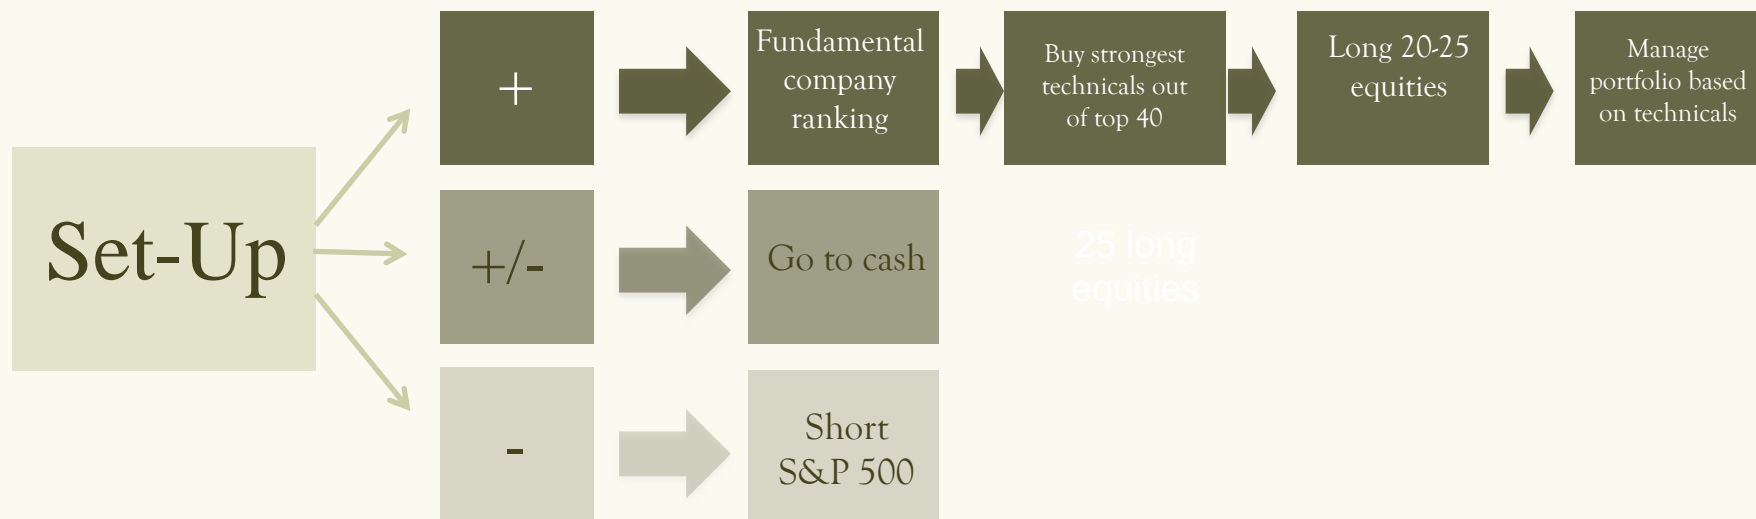 Set-Up
+
Fundamental
company
ranking
Buy strongest
technicals out
of top 40
Long 20-25
equities
Manage
portfolio based
on technicals
+/-
Go to cash
25 long
equities
-
Short
S&P 500